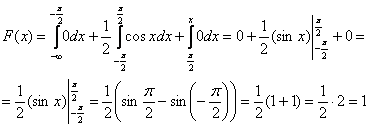 F(x) = ∫_{-∞}^{-π/2} 0dx + 1/2 ∫_{-π/2}^{π/2} cos xdx + ∫_{π/2}^{x} 0dx = 0 + 1/2 (sin x)|_{-π/2}^{π/2} + 0 =
= 1/2 (sin x)|_{-π/2}^{π/2} = 1/2 (sin π/2 − sin(−π/2)) = 1/2 (1+1) = 1/2 · 2 = 1